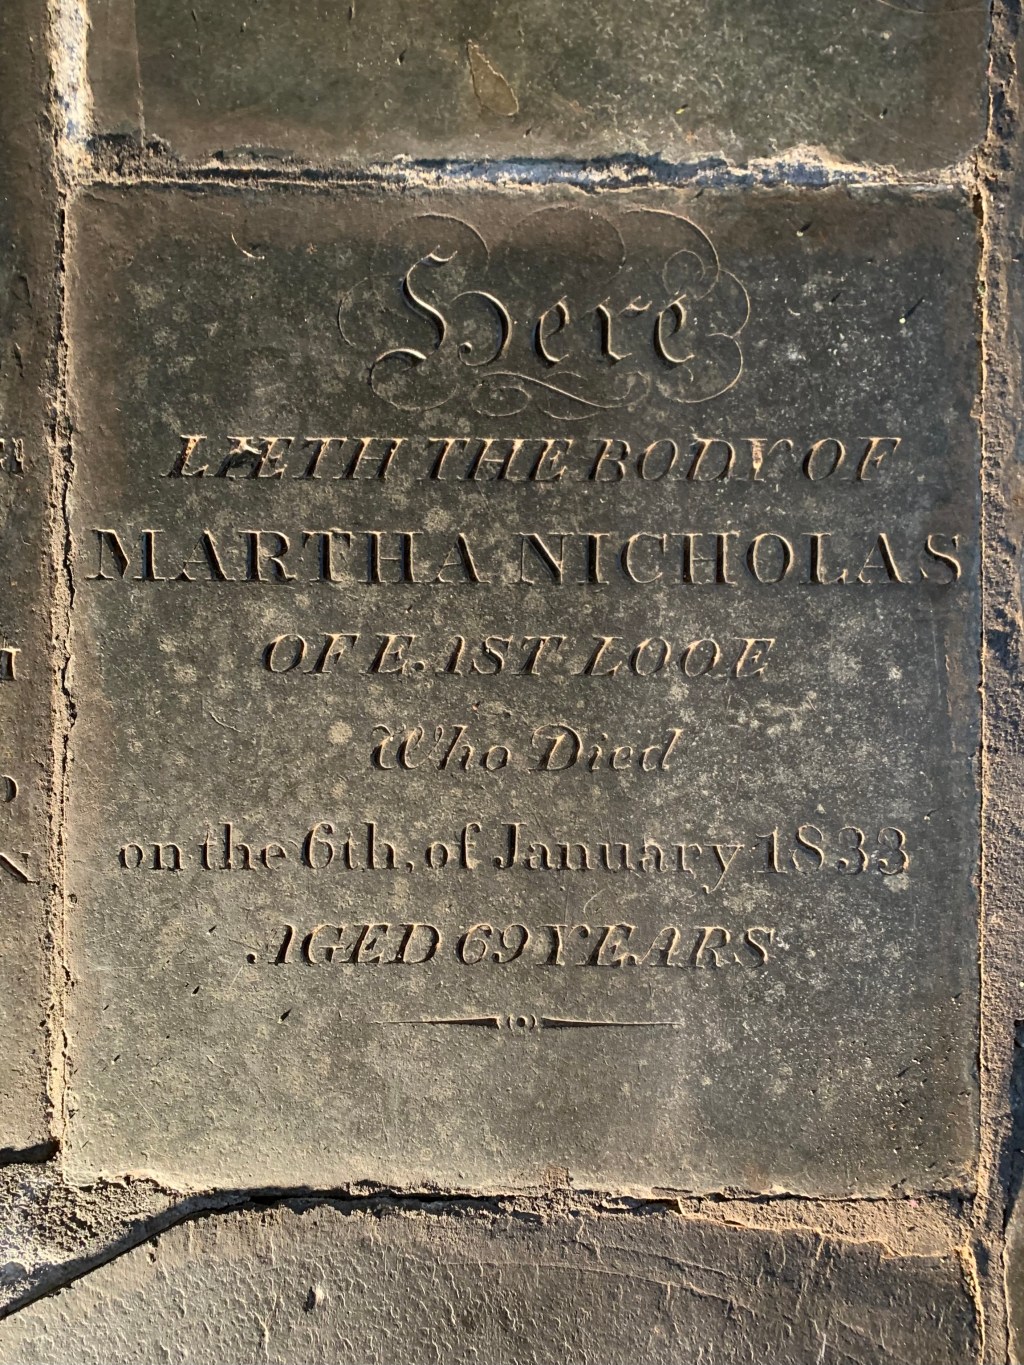 Here
LIETH THE BODY OF
MARTHA NICHOLAS
OF EAST LOOE
Who Died
on the 6th, of January 1833
AGED 69 YEARS